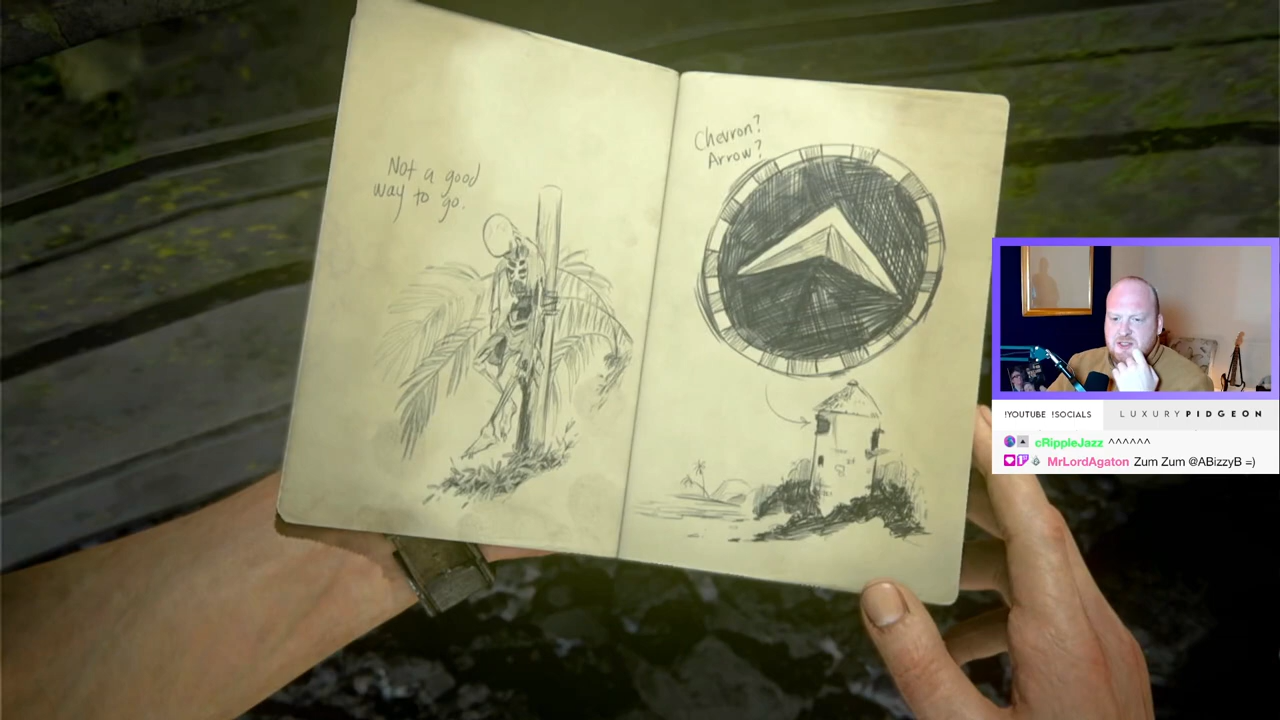 Not a good
way to go.
Chevron?
Arrow?
!YOUTUBE !SOCIALS
LUXURYPIDGEON
cRippleJazz ^^^^^^
MrLordAgaton Zum Zum @ABizzyB =)